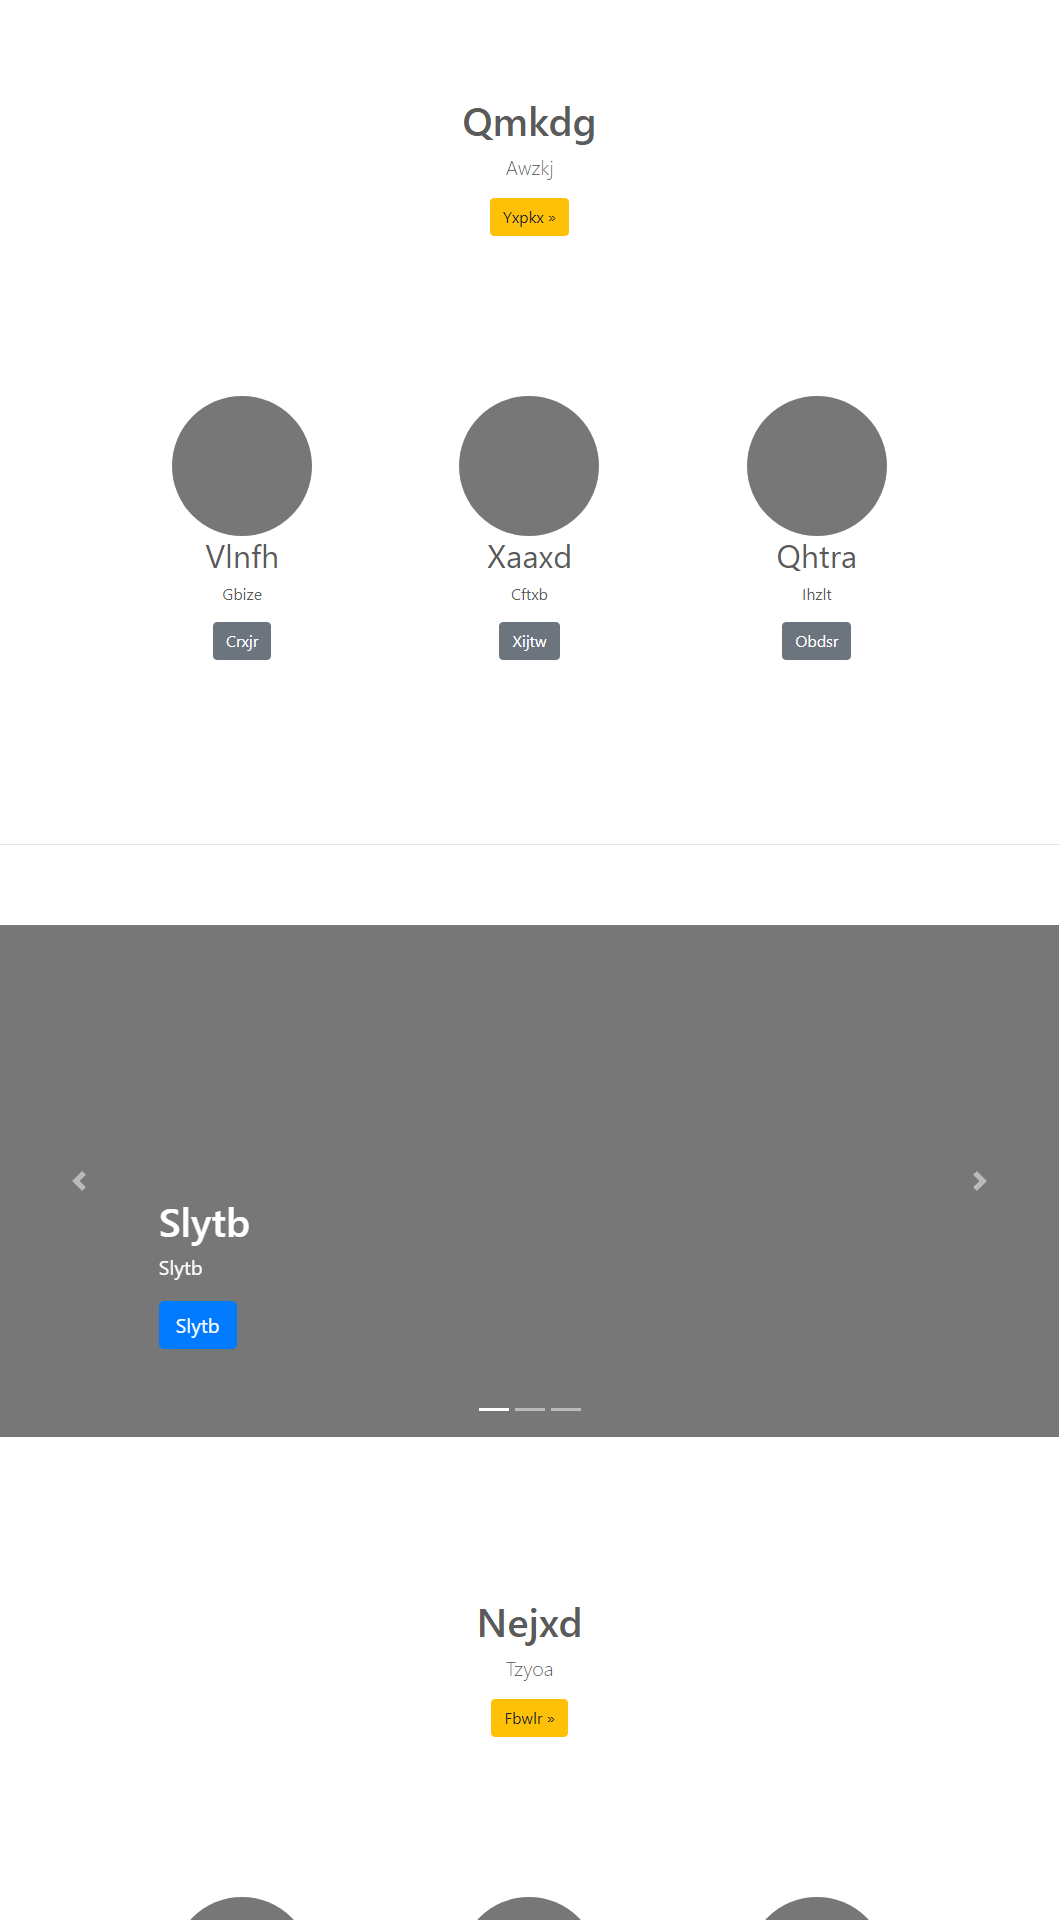 Qmkdg
Awzkj
Yxpkx »
Vlnfh
Xaaxd
Qhtra
Gbize
Cftxb
Ihzlt
Crxjr
Xijtw
Obdsr
Slytb
Slytb
Slytb
Nejxd
Tzyoa
Fbwlr »